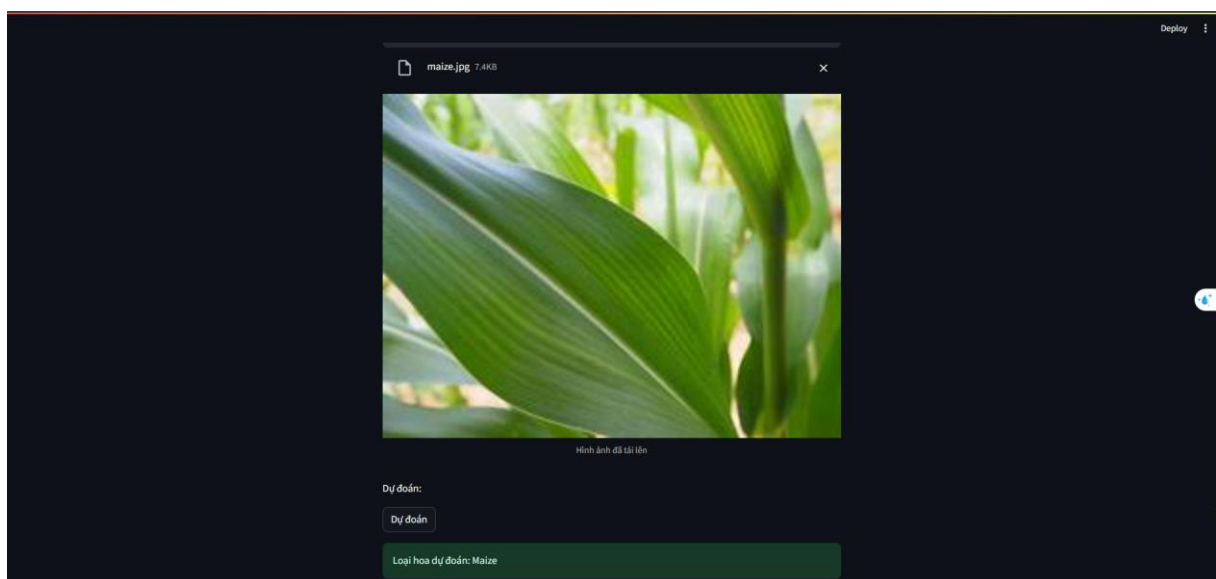 Deploy
maize.jpg 7.4KB
Hình ảnh đã tải lên
Dự đoán:
Dự đoán
Loại hoa dự đoán: Maize